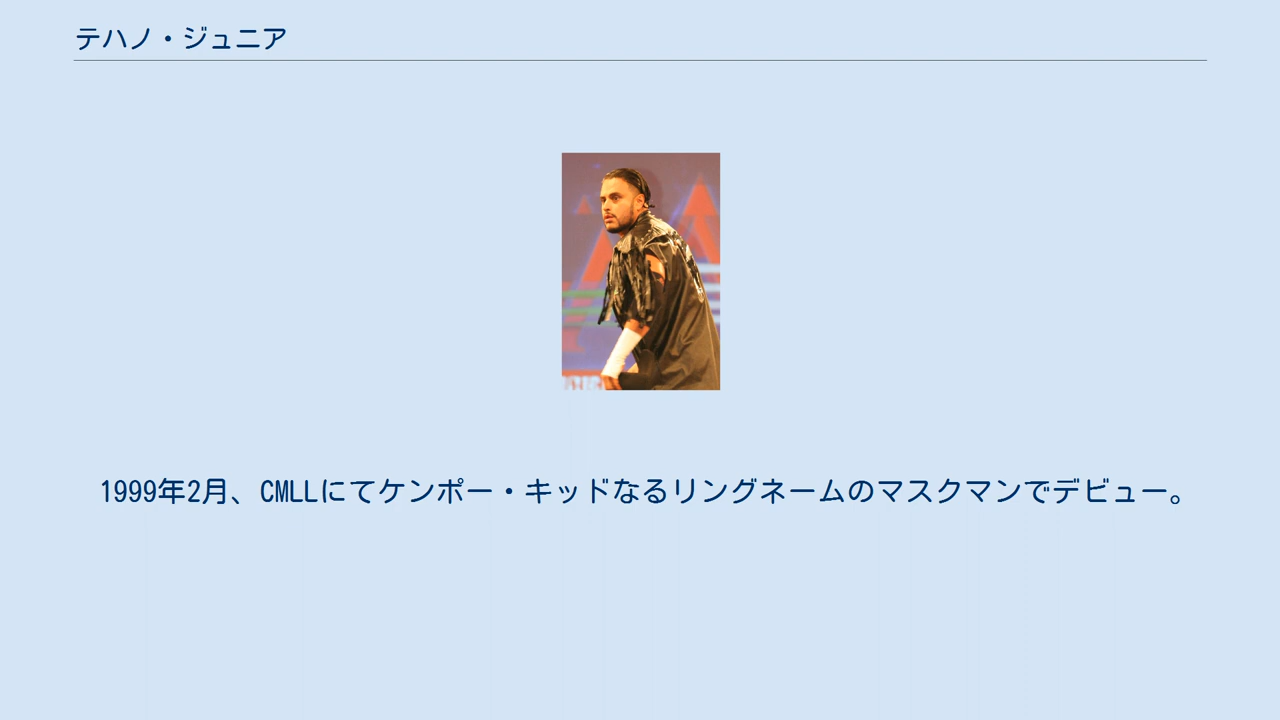 テハノ・ジュニア
1999年2月、CMLLにてケンポー・キッドなるリングネームのマスクマンでデビュー。